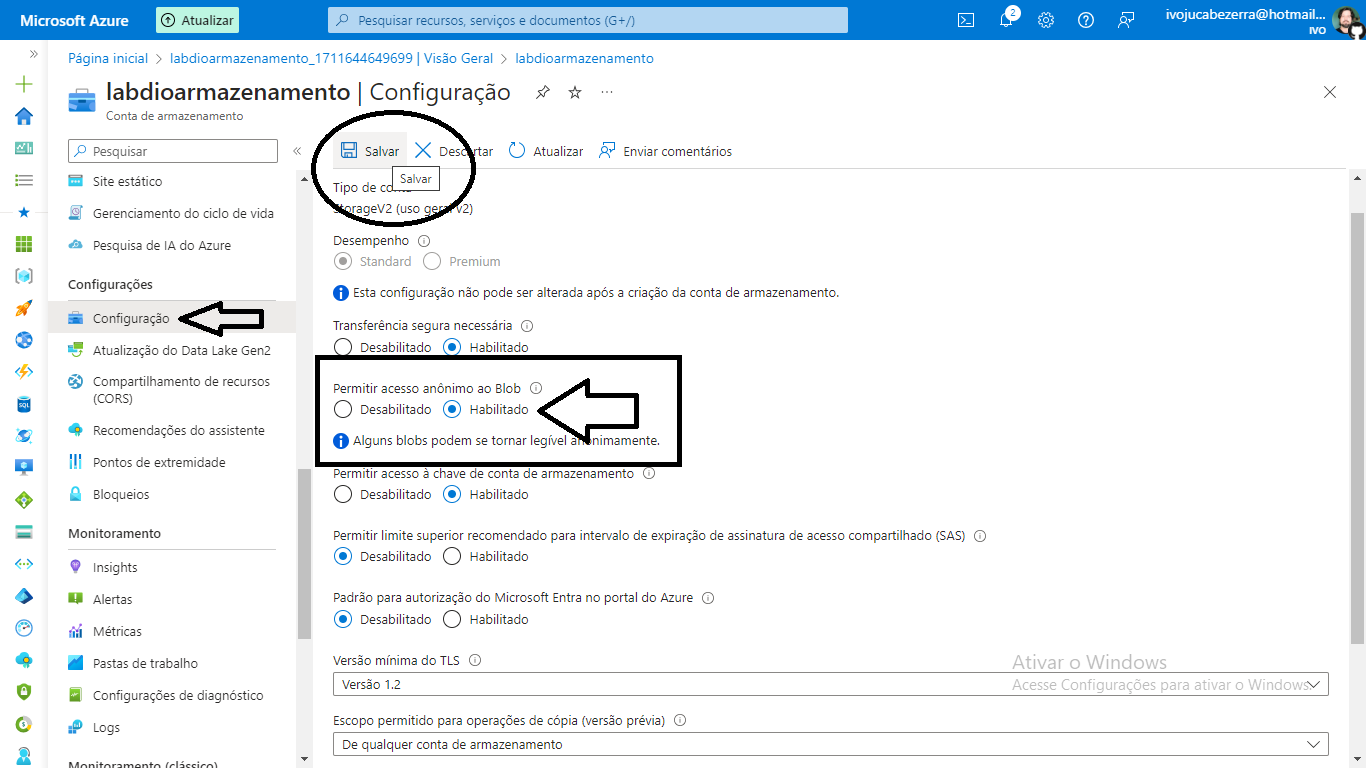 Microsoft Azure
Atualizar
Pesquisar recursos, serviços e documentos (G+/)
2
ivojucabezerra@hotmail...
IVO
Página inicial > labdioarmazenamento_1711644649699 | Visão Geral > labdioarmazenamento
labdioarmazenamento | Configuração
Conta de armazenamento
Pesquisar
Site estático
Gerenciamento do ciclo de vida
Pesquisa de IA do Azure
Configurações
Configuração
Atualização do Data Lake Gen2
Compartilhamento de recursos
(CORS)
Recomendações do assistente
Pontos de extremidade
Bloqueios
Monitoramento
Insights
Alertas
Métricas
Pastas de trabalho
Configurações de diagnóstico
Logs
Monitoramento (clássico)
Salvar
Descartar
Atualizar
Enviar comentários
Salvar
Tipo de conta
StorageV2 (uso geral v2)
Desempenho
Standard Premium
Esta configuração não pode ser alterada após a criação da conta de armazenamento.
Transferência segura necessária
Desabilitado Habilitado
Permitir acesso anônimo ao Blob
Desabilitado Habilitado
Alguns blobs podem se tornar legível anonimamente.
Permitir acesso à chave de conta de armazenamento
Desabilitado Habilitado
Permitir limite superior recomendado para intervalo de expiração de assinatura de acesso compartilhado (SAS)
Desabilitado Habilitado
Padrão para autorização do Microsoft Entra no portal do Azure
Desabilitado Habilitado
Versão mínima do TLS
Versão 1.2
Escopo permitido para operações de cópia (versão prévia)
De qualquer conta de armazenamento
Ativar o Windows
Acesse Configurações para ativar o Windows.